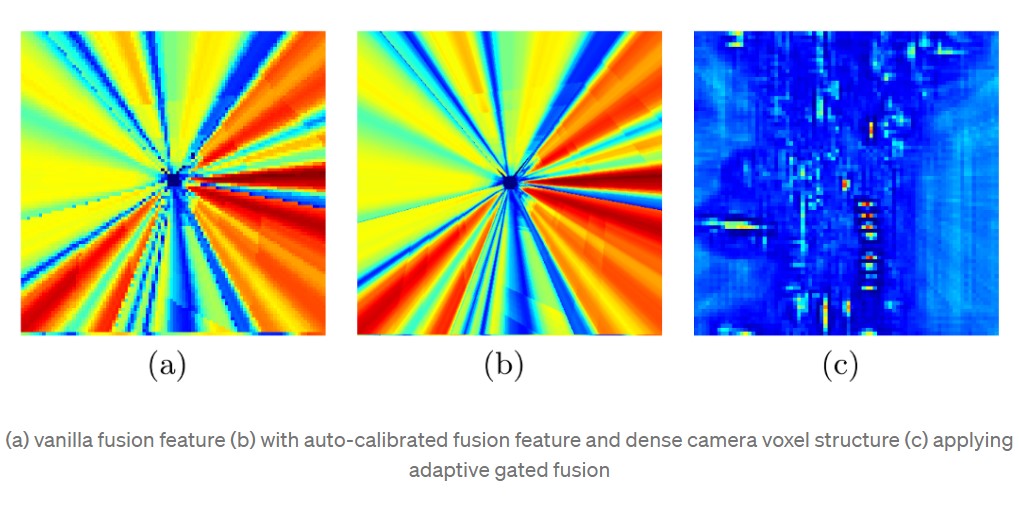 (a)
(b)
(c)
(a) vanilla fusion feature (b) with auto-calibrated fusion feature and dense camera voxel structure (c) applying
adaptive gated fusion